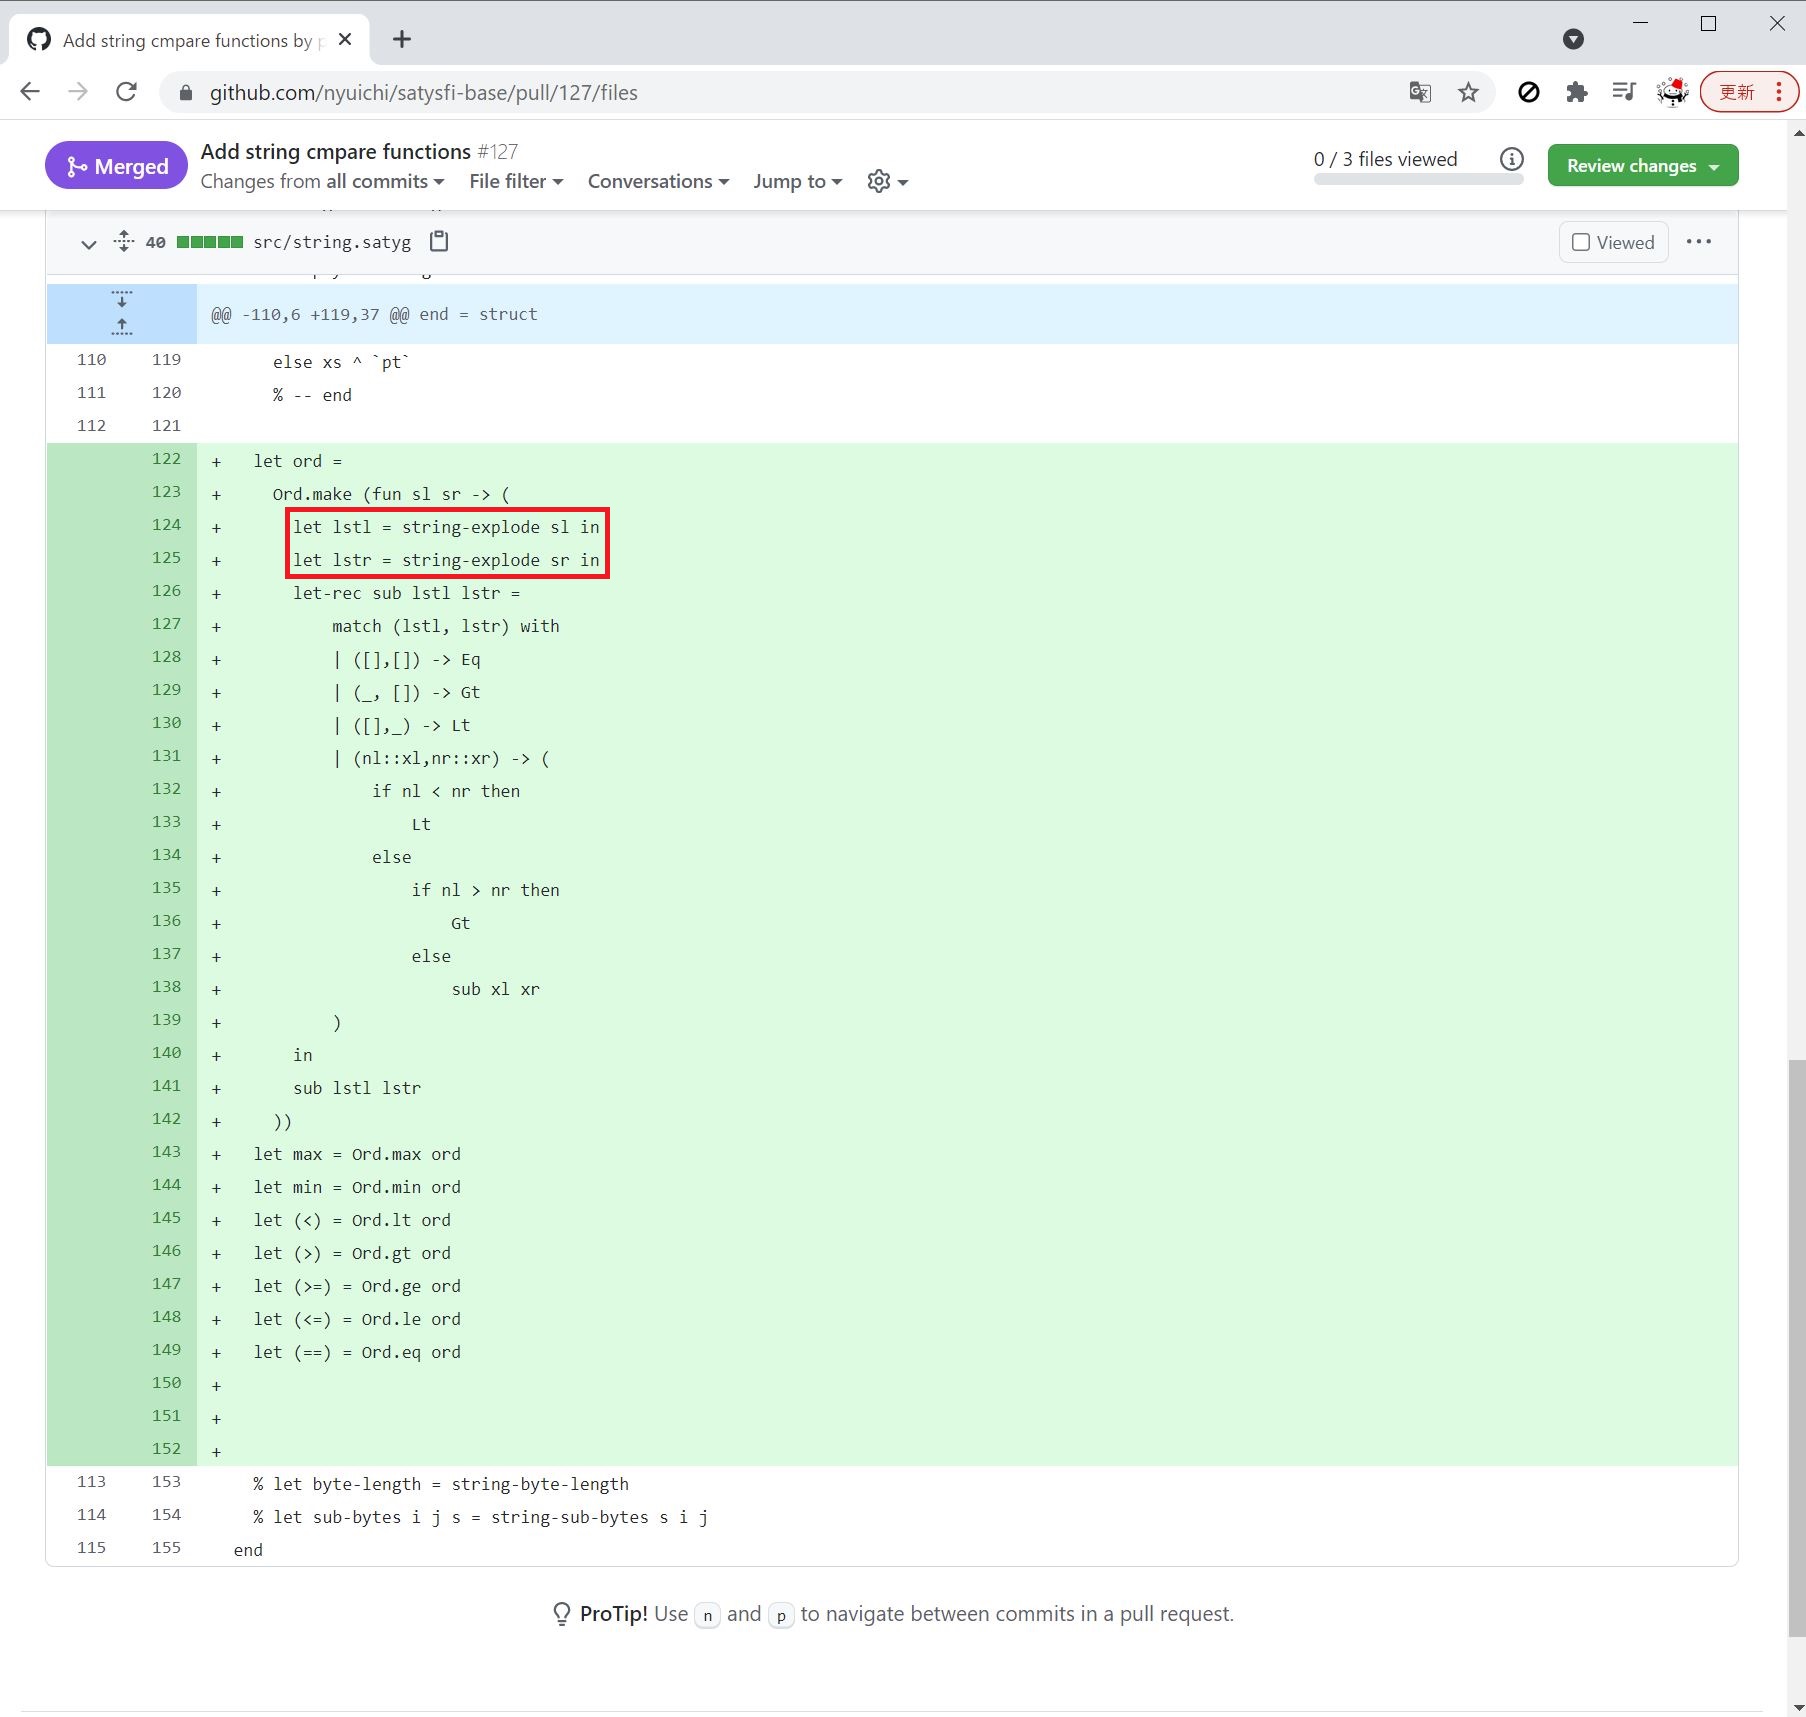 Add string cmpare functions by
github.com/nyuichi/satysfi-base/pull/127/files
更新
Merged
Add string cmpare functions #127
Changes from all commits File filter Conversations Jump to
0 / 3 files viewed
Review changes
40 src/string.satyg
Viewed
@@ -110,6 +119,37 @@ end = struct
110 119 else xs ^ `pt`
111 120 % -- end
112 121
122 + let ord =
123 + Ord.make (fun sl sr -> (
124 + let lstl = string-explode sl in
125 + let lstr = string-explode sr in
126 + let-rec sub lstl lstr =
127 + match (lstl, lstr) with
128 + | ([],[]) -> Eq
129 + | (_, []) -> Gt
130 + | ([],_) -> Lt
131 + | (nl::xl,nr::xr) -> (
132 + if nl < nr then
133 + Lt
134 + else
135 + if nl > nr then
136 + Gt
137 + else
138 + sub xl xr
139 + )
140 + in
141 + sub lstl lstr
142 + ))
143 + let max = Ord.max ord
144 + let min = Ord.min ord
145 + let (<) = Ord.lt ord
146 + let (>) = Ord.gt ord
147 + let (>=) = Ord.ge ord
148 + let (<=) = Ord.le ord
149 + let (==) = Ord.eq ord
150 +
151 +
152 +
113 153 % let byte-length = string-byte-length
114 154 % let sub-bytes i j s = string-sub-bytes s i j
115 155 end
ProTip! Use n and p to navigate between commits in a pull request.